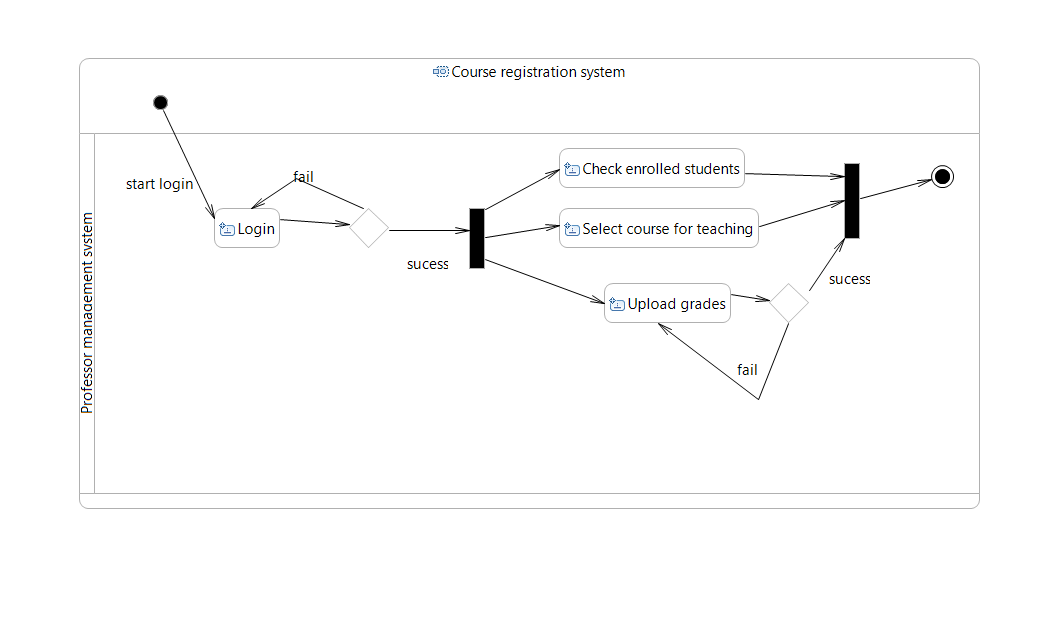 Course registration system
start login
fail
Login
sucess
Check enrolled students
Select course for teaching
Upload grades
sucess
fail
Professor management system